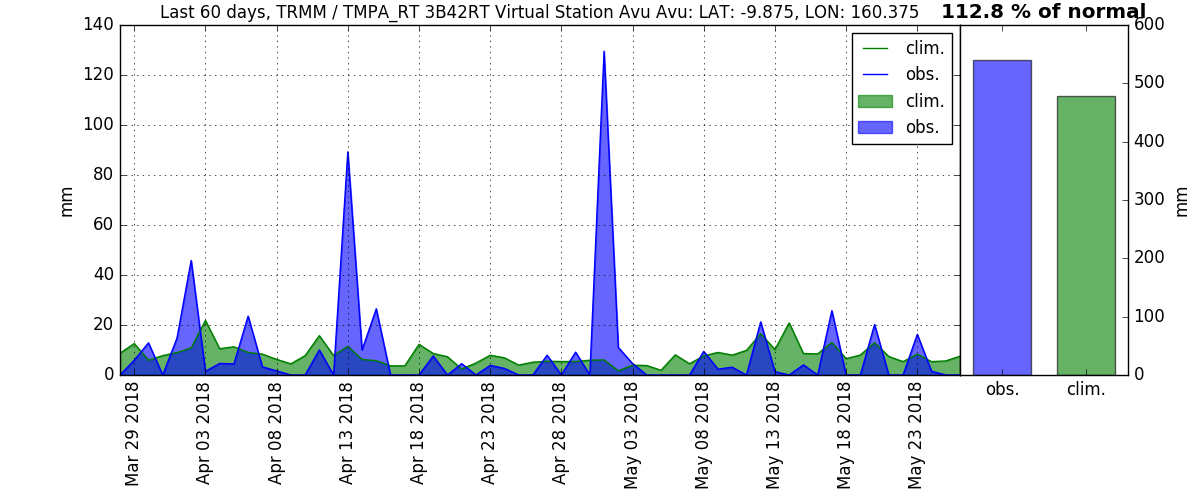 Last 60 days, TRMM / TMPA_RT 3B42RT Virtual Station Avu Avu: LAT: -9.875, LON: 160.375
112.8 % of normal
140
120
100
80
60
40
20
0
mm
clim.
obs.
clim.
obs.
Mar 29 2018
Apr 03 2018
Apr 08 2018
Apr 13 2018
Apr 18 2018
Apr 23 2018
Apr 28 2018
May 03 2018
May 08 2018
May 13 2018
May 18 2018
May 23 2018
600
500
400
300
200
100
0
mm
obs.
clim.